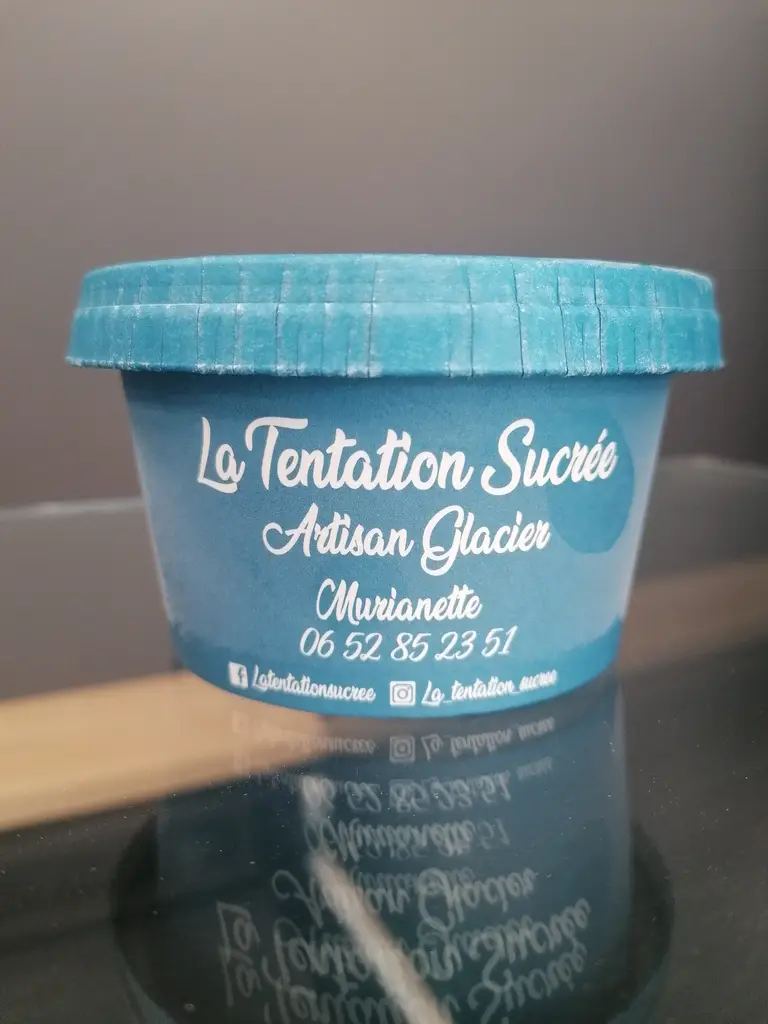 La Tentation Sucrée
Artisan Glacier
Murianette
06 52 85 23 51
Latentationsucree La_tentation_sucree